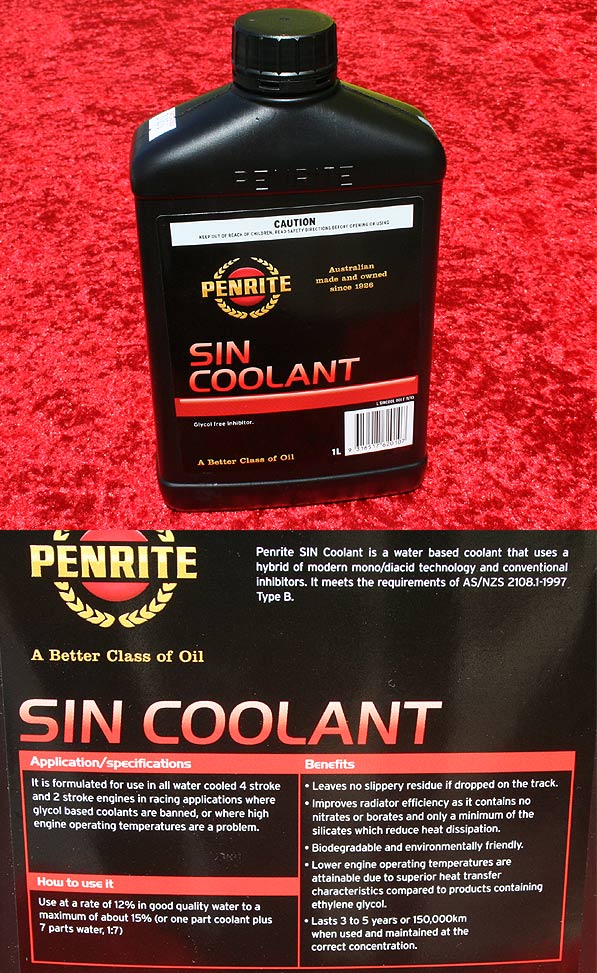 PENRITE
CAUTION
KEEP OUT OF REACH OF CHILDREN, READ SAFETY DIRECTIONS BEFORE OPENING OR USING
PENRITE
Australian
made and owned
since 1926
SIN
COOLANT
Glycol free inhibitor.
1L
9 318517 620107
A Better Class of Oil
PENRITE
A Better Class of Oil
Penrite SIN Coolant is a water based coolant that uses a
hybrid of modern mono/diacid technology and conventional
inhibitors. It meets the requirements of AS/NZS 2108.1-1997
Type B.
SIN COOLANT
Application/specifications
It is formulated for use in all water cooled 4 stroke
and 2 stroke engines in racing applications where
glycol based coolants are banned, or where high
engine operating temperatures are a problem.
How to use it
Use at a rate of 12% in good quality water to a
maximum of about 15% (or one part coolant plus
7 parts water, 1:7)
Benefits
• Leaves no slippery residue if dropped on the track.
• Improves radiator efficiency as it contains no
nitrates or borates and only a minimum of the
silicates which reduce heat dissipation.
• Biodegradable and environmentally friendly.
• Lower engine operating temperatures are
attainable due to superior heat transfer
characteristics compared to products containing
ethylene glycol.
• Lasts 3 to 5 years or 150,000km
when used and maintained at the
correct concentration.